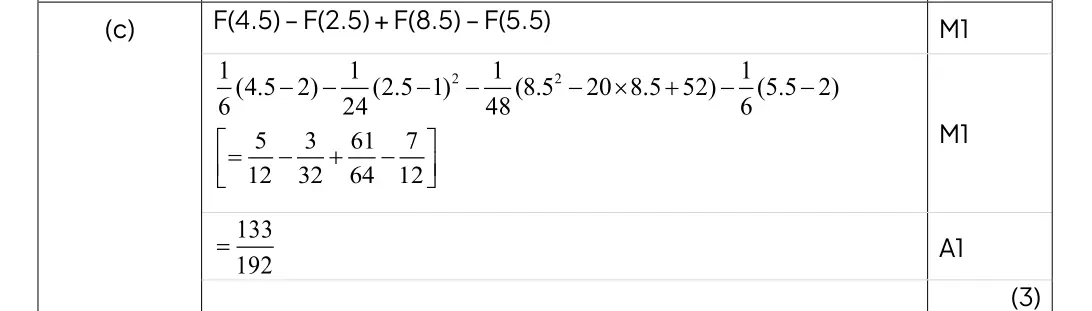 (c) F(4.5) – F(2.5) + F(8.5) – F(5.5) M1
1/6(4.5 − 2) − 1/24(2.5 − 1)² − 1/48(8.5² − 20 × 8.5 + 52) − 1/6(5.5 − 2)
[= 5/12 − 3/32 + 61/64 − 7/12] M1
= 133/192 A1
(3)